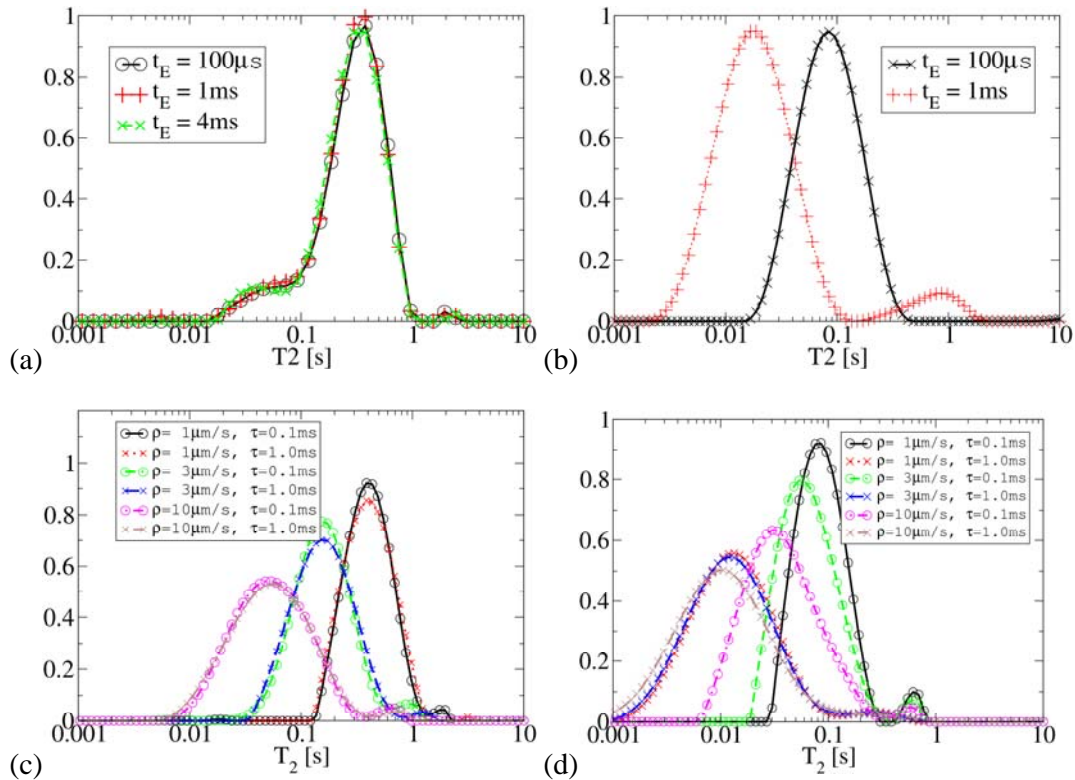 1
0.8
0.6
0.4
0.2
0
t_E = 100µs
t_E = 1ms
t_E = 4ms
0.001 0.01 0.1 1 10
T2 [s]
(a)
1
0.8
0.6
0.4
0.2
0
t_E = 100µs
t_E = 1ms
0.001 0.01 0.1 1 10
T2 [s]
(b)
1
0.8
0.6
0.4
0.2
0
ρ= 1µm/s, τ=0.1ms
ρ= 1µm/s, τ=1.0ms
ρ= 3µm/s, τ=0.1ms
ρ= 3µm/s, τ=1.0ms
ρ=10µm/s, τ=0.1ms
ρ=10µm/s, τ=1.0ms
0.001 0.01 0.1 1 10
T_2 [s]
(c)
1
0.8
0.6
0.4
0.2
0
ρ= 1µm/s, τ=0.1ms
ρ= 1µm/s, τ=1.0ms
ρ= 3µm/s, τ=0.1ms
ρ= 3µm/s, τ=1.0ms
ρ=10µm/s, τ=0.1ms
ρ=10µm/s, τ=1.0ms
0.001 0.01 0.1 1 10
T_2 [s]
(d)